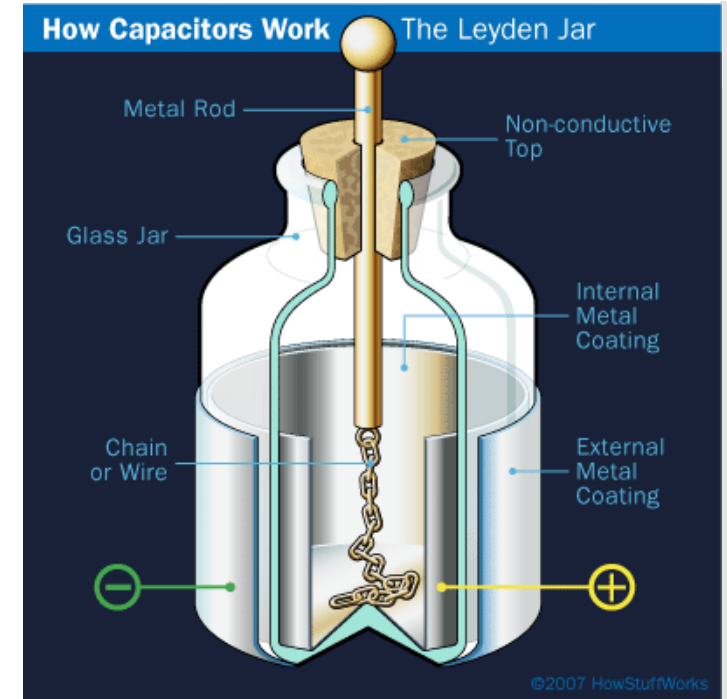 How Capacitors Work The Leyden Jar
Metal Rod
Non-conductive
Top
Glass Jar
Internal
Metal
Coating
Chain
or Wire
External
Metal
Coating
−
+
©2007 HowStuffWorks